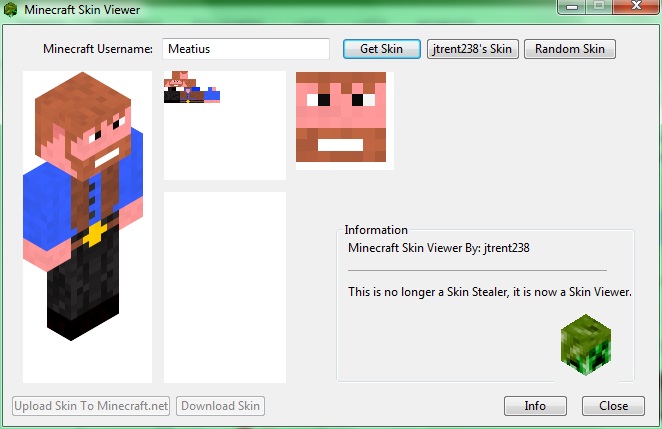 Minecraft Skin Viewer
Minecraft Username: Meatius Get Skin jtrent238's Skin Random Skin
Information
Minecraft Skin Viewer By: jtrent238
This is no longer a Skin Stealer, it is now a Skin Viewer.
Upload Skin To Minecraft.net Download Skin Info Close